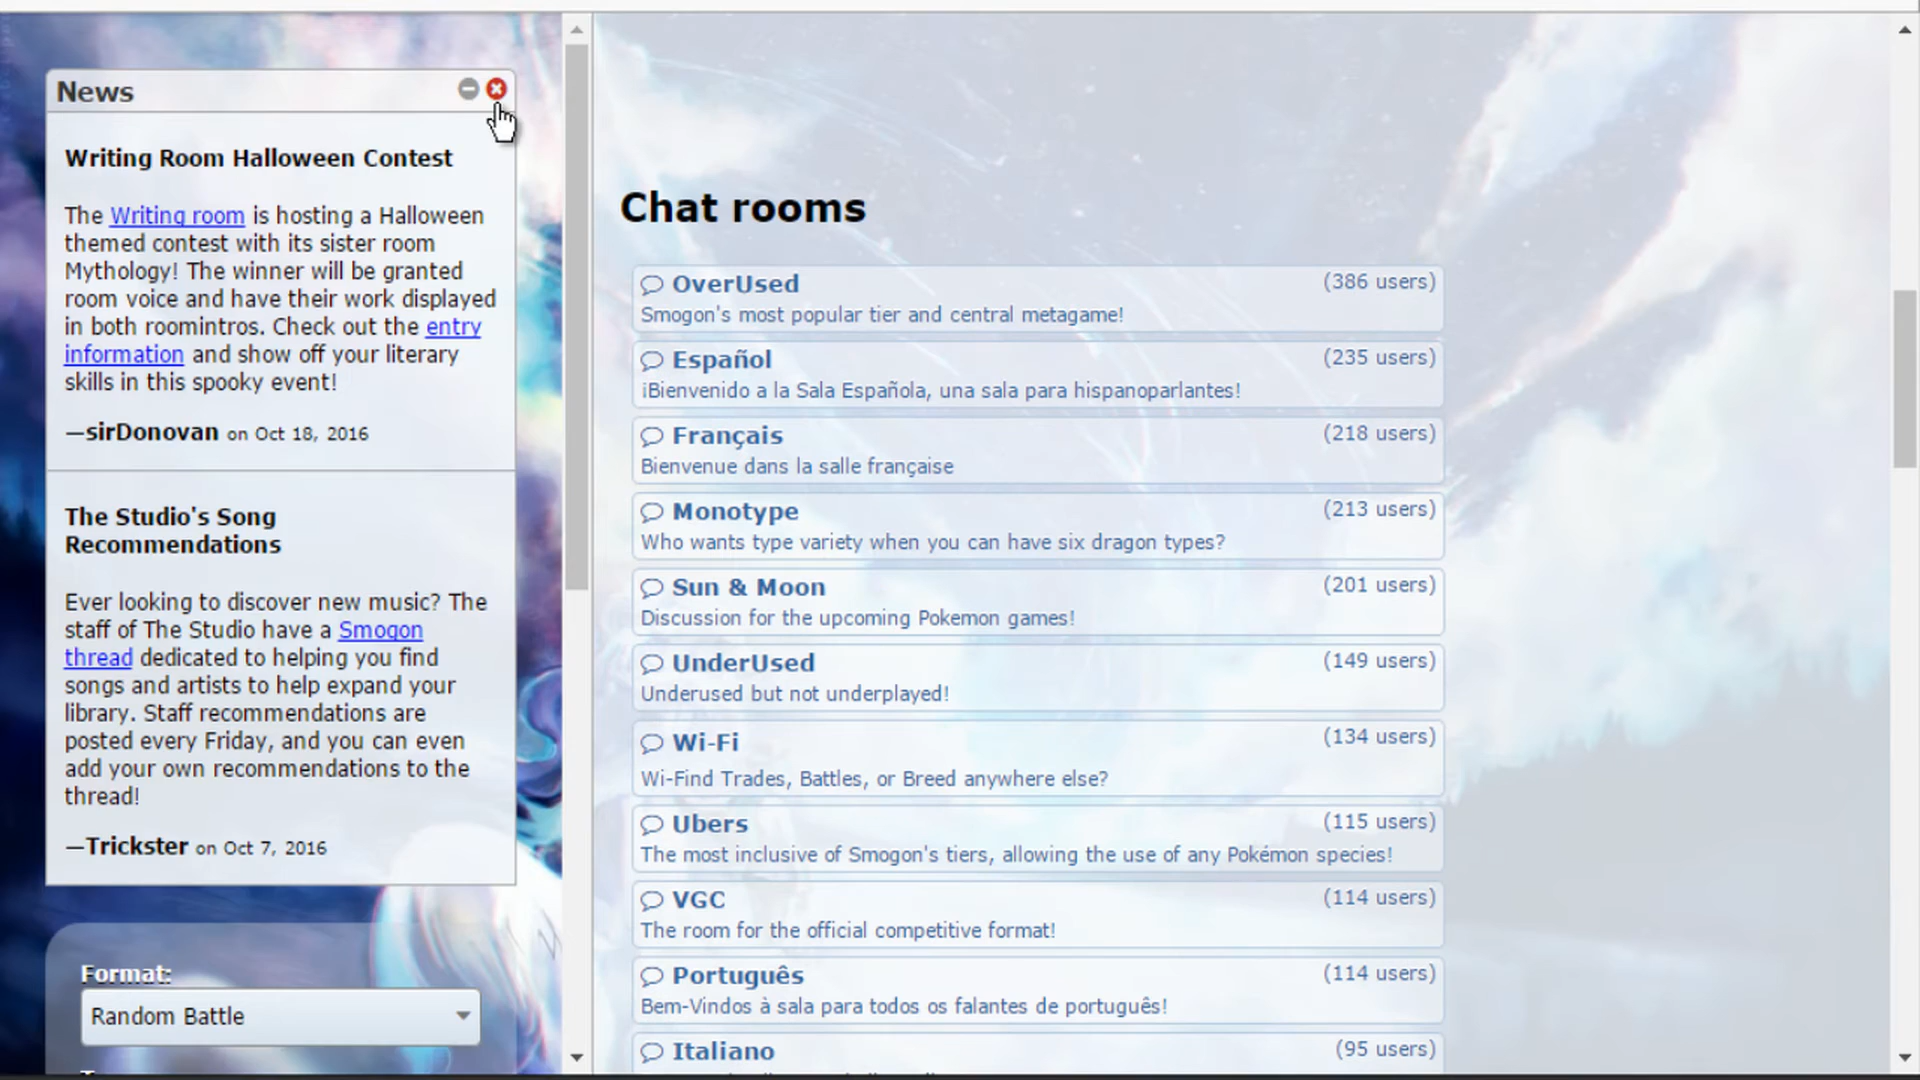 News
Writing Room Halloween Contest
The Writing room is hosting a Halloween
themed contest with its sister room
Mythology! The winner will be granted
room voice and have their work displayed
in both roomintros. Check out the entry
information and show off your literary
skills in this spooky event!
—sirDonovan on Oct 18, 2016
The Studio's Song
Recommendations
Ever looking to discover new music? The
staff of The Studio have a Smogon
thread dedicated to helping you find
songs and artists to help expand your
library. Staff recommendations are
posted every Friday, and you can even
add your own recommendations to the
thread!
—Trickster on Oct 7, 2016
Format:
Random Battle
Chat rooms
OverUsed (386 users)
Smogon's most popular tier and central metagame!
Español (235 users)
¡Bienvenido a la Sala Española, una sala para hispanoparlantes!
Français (218 users)
Bienvenue dans la salle française
Monotype (213 users)
Who wants type variety when you can have six dragon types?
Sun & Moon (201 users)
Discussion for the upcoming Pokemon games!
UnderUsed (149 users)
Underused but not underplayed!
Wi-Fi (134 users)
Wi-Find Trades, Battles, or Breed anywhere else?
Ubers (115 users)
The most inclusive of Smogon's tiers, allowing the use of any Pokémon species!
VGC (114 users)
The room for the official competitive format!
Português (114 users)
Bem-Vindos à sala para todos os falantes de português!
Italiano (95 users)